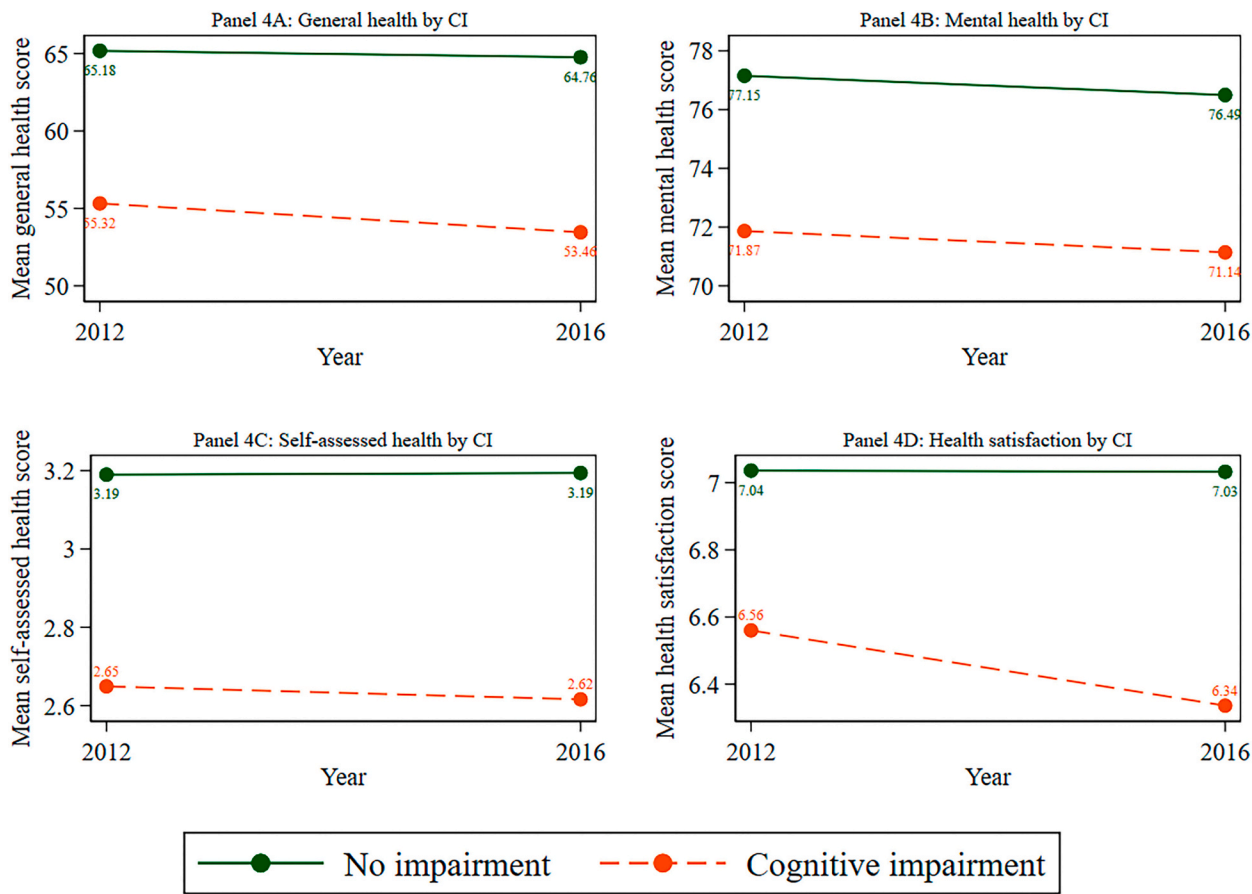 Panel 4A: General health by CI
Mean general health score
65
60
55
50
65.18
64.76
55.32
53.46
2012
2016
Year
Panel 4B: Mental health by CI
Mean mental health score
78
76
74
72
70
77.15
76.49
71.87
71.14
2012
2016
Year
Panel 4C: Self-assessed health by CI
Mean self-assessed health score
3.2
3
2.8
2.6
3.19
3.19
2.65
2.62
2012
2016
Year
Panel 4D: Health satisfaction by CI
Mean health satisfaction score
7
6.8
6.6
6.4
7.04
7.03
6.56
6.34
2012
2016
Year
No impairment
Cognitive impairment